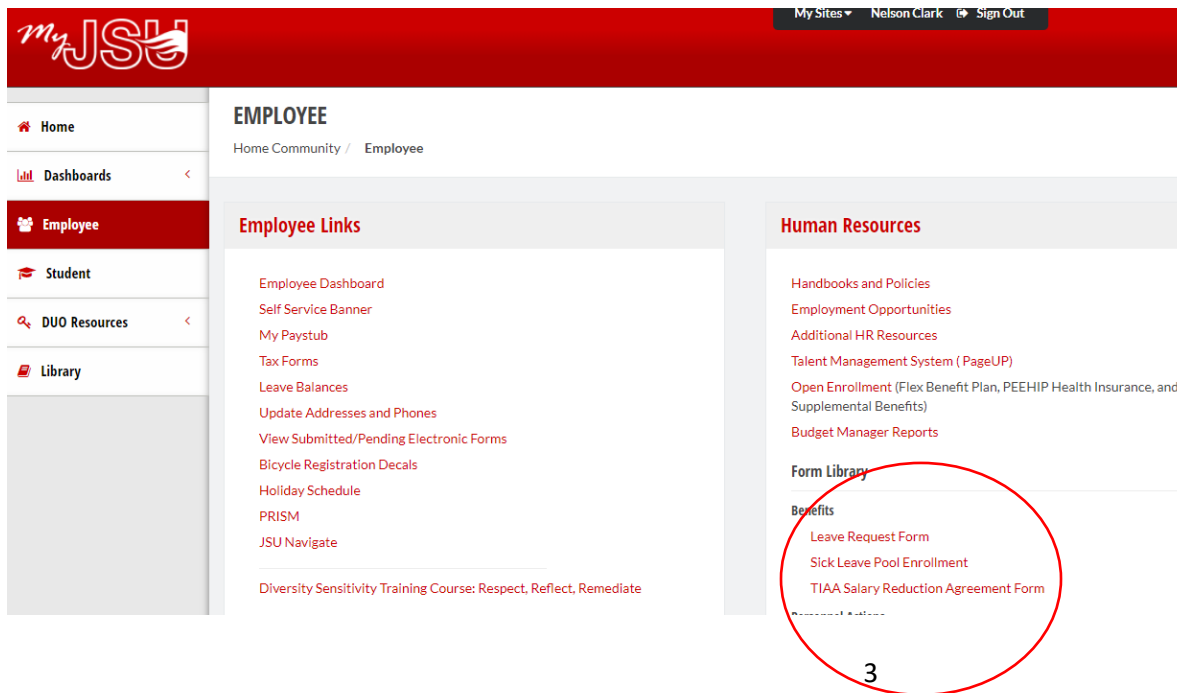 My Sites Nelson Clark Sign Out
My JSU
Home
Dashboards
Employee
Student
DUO Resources
Library
EMPLOYEE
Home Community / Employee
Employee Links
Employee Dashboard
Self Service Banner
My Paystub
Tax Forms
Leave Balances
Update Addresses and Phones
View Submitted/Pending Electronic Forms
Bicycle Registration Decals
Holiday Schedule
PRISM
JSU Navigate
Diversity Sensitivity Training Course: Respect, Reflect, Remediate
Human Resources
Handbooks and Policies
Employment Opportunities
Additional HR Resources
Talent Management System ( PageUP)
Open Enrollment (Flex Benefit Plan, PEEHIP Health Insurance, and
Supplemental Benefits)
Budget Manager Reports
Form Library
Benefits
Leave Request Form
Sick Leave Pool Enrollment
TIAA Salary Reduction Agreement Form
Personnel Actions
3